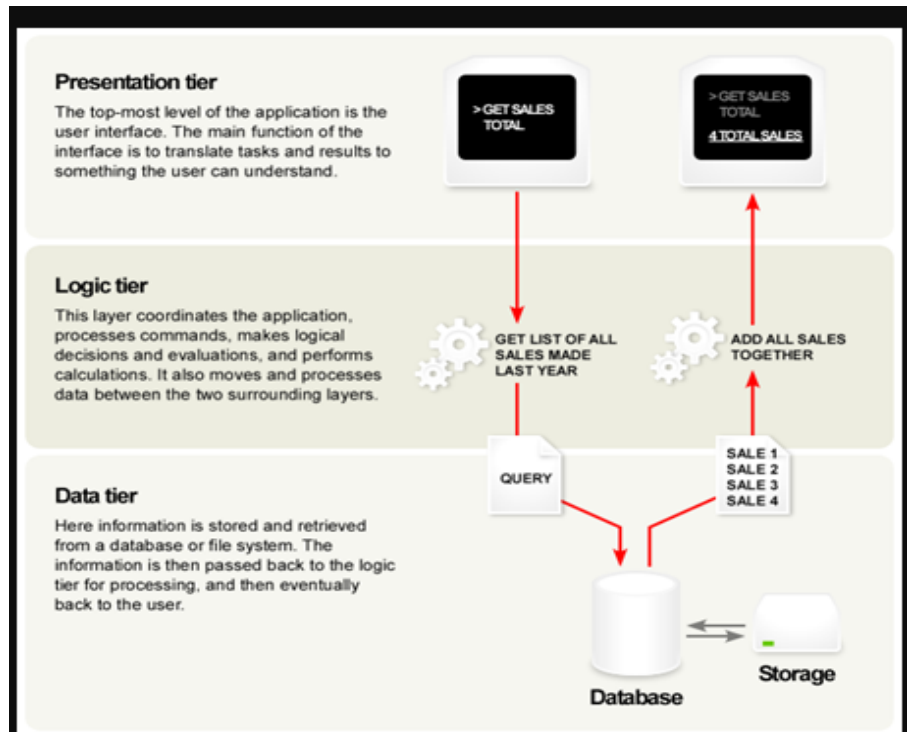 Presentation tier
The top-most level of the application is the
user interface. The main function of the
interface is to translate tasks and results to
something the user can understand.
> GET SALES
TOTAL
> GET SALES
TOTAL
4 TOTAL SALES
Logic tier
This layer coordinates the application,
processes commands, makes logical
decisions and evaluations, and performs
calculations. It also moves and processes
data between the two surrounding layers.
GET LIST OF ALL
SALES MADE
LAST YEAR
ADD ALL SALES
TOGETHER
QUERY
SALE 1
SALE 2
SALE 3
SALE 4
Data tier
Here information is stored and retrieved
from a database or file system. The
information is then passed back to the logic
tier for processing, and then eventually
back to the user.
Database
Storage